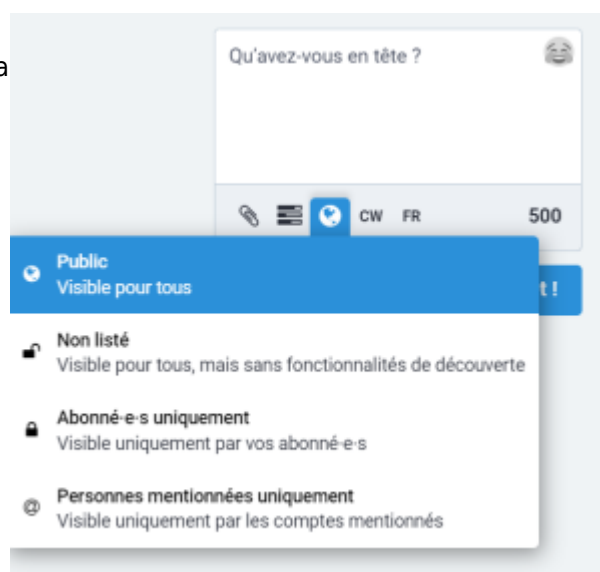 a
Qu'avez-vous en tête ?
CW FR 500
Public
Visible pour tous
t !
Non listé
Visible pour tous, mais sans fonctionnalités de découverte
Abonné·e·s uniquement
Visible uniquement par vos abonné·e·s
@ Personnes mentionnées uniquement
Visible uniquement par les comptes mentionnés